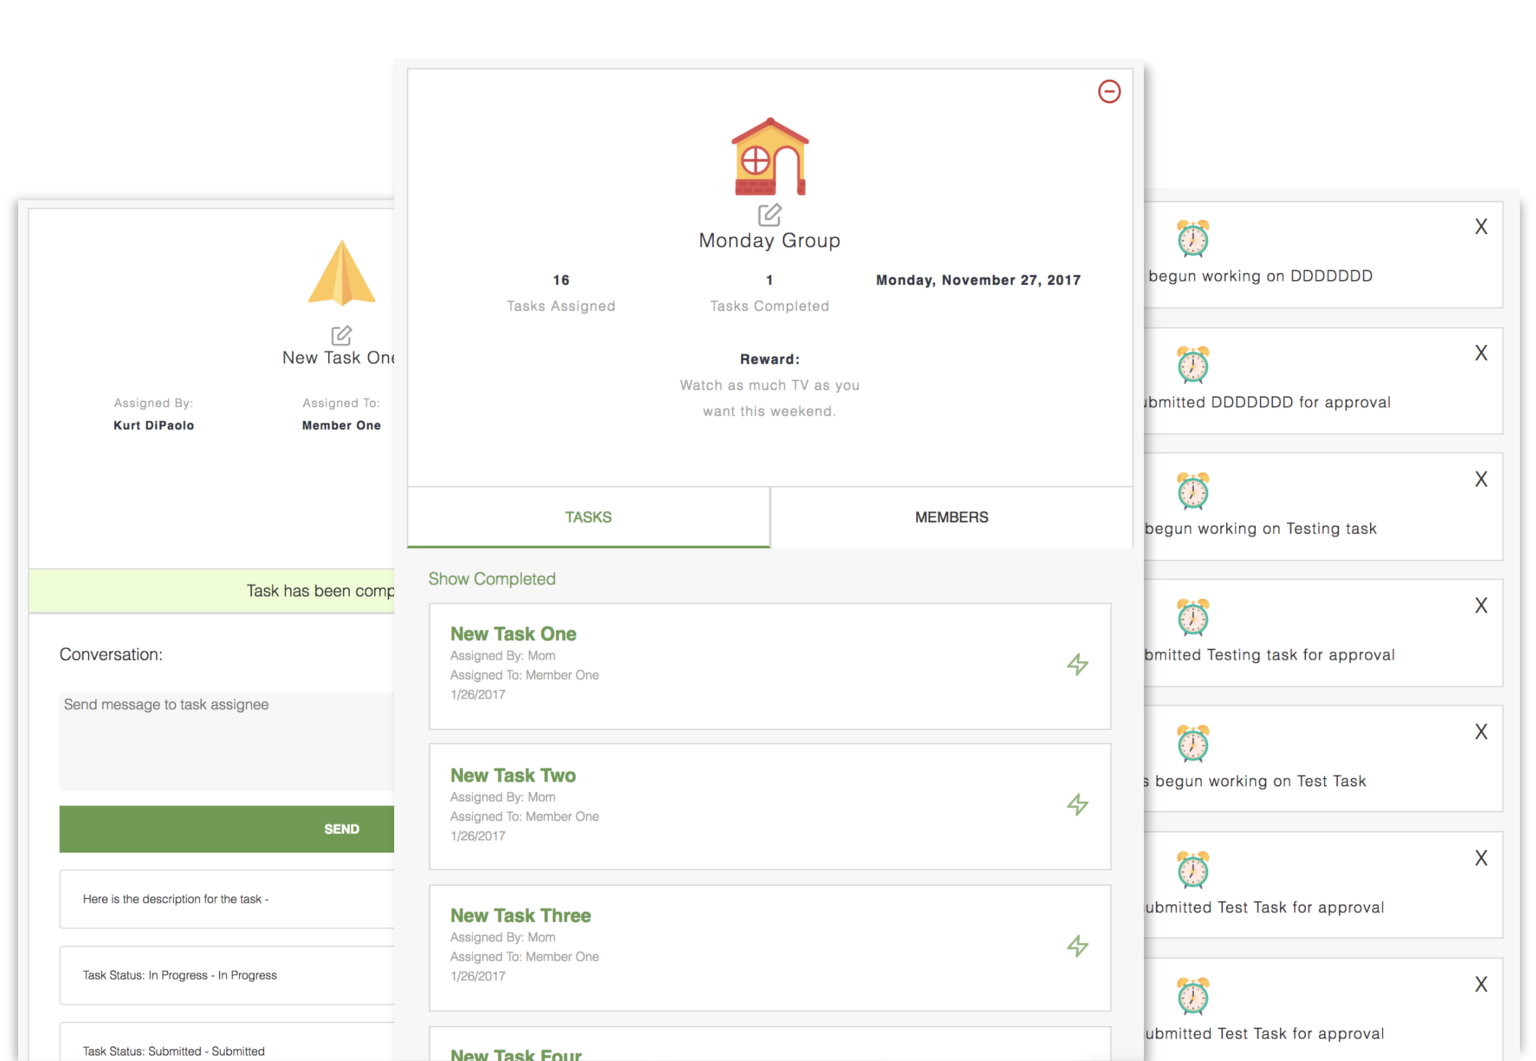 New Task One
Assigned By:
Assigned To:
Kurt DiPaolo
Member One
Task has been comp
Conversation:
Send message to task assignee
SEND
Here is the description for the task -
Task Status: In Progress - In Progress
Task Status: Submitted - Submitted
Monday Group
16
1
Monday, November 27, 2017
Tasks Assigned
Tasks Completed
Reward:
Watch as much TV as you
want this weekend.
TASKS
MEMBERS
Show Completed
New Task One
Assigned By: Mom
Assigned To: Member One
1/26/2017
New Task Two
Assigned By: Mom
Assigned To: Member One
1/26/2017
New Task Three
Assigned By: Mom
Assigned To: Member One
1/26/2017
New Task Four
X
begun working on DDDDDDD
X
ubmitted DDDDDDD for approval
X
begun working on Testing task
X
bmitted Testing task for approval
X
s begun working on Test Task
X
ubmitted Test Task for approval
X
ubmitted Test Task for approval